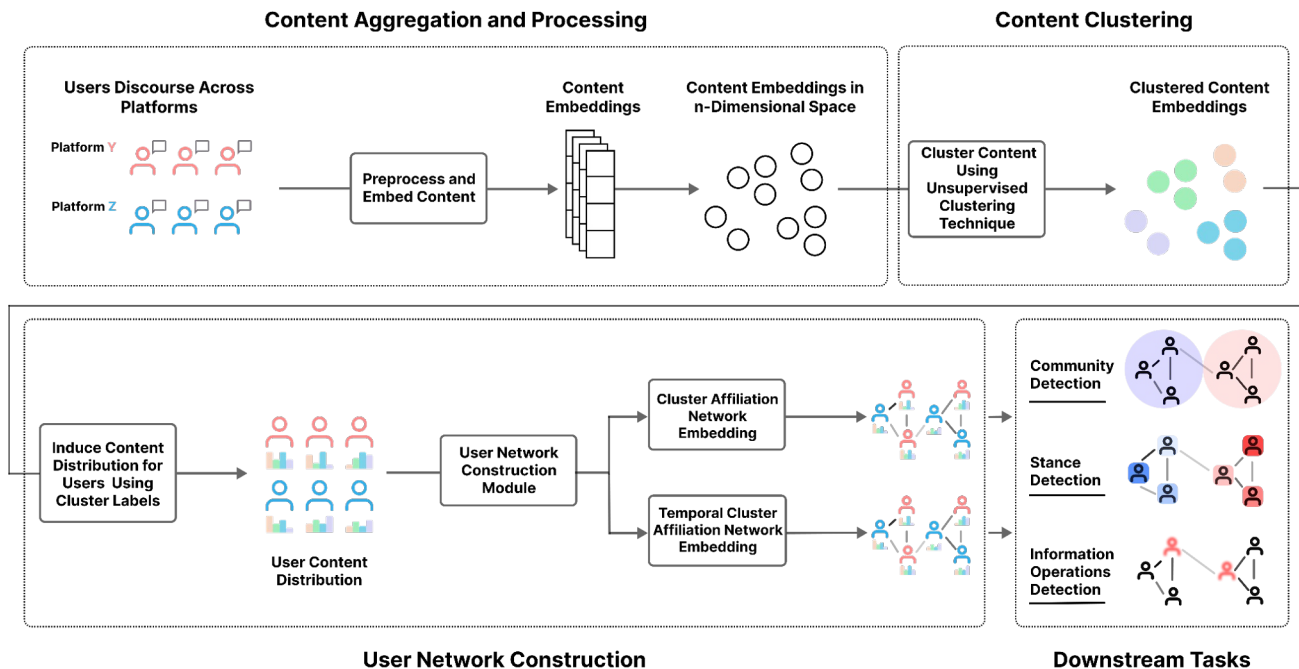 Content Aggregation and Processing
Content Clustering
Users Discourse Across
Platforms
Platform Y
Platform Z
Preprocess and
Embed Content
Content
Embeddings
Content Embeddings in
n-Dimensional Space
Cluster Content
Using
Unsupervised
Clustering
Technique
Clustered Content
Embeddings
Induce Content
Distribution for
Users Using
Cluster Labels
User Content
Distribution
User Network
Construction
Module
Cluster Affiliation
Network
Embedding
Temporal Cluster
Affiliation Network
Embedding
Community
Detection
Stance
Detection
Information
Operations
Detection
User Network Construction
Downstream Tasks